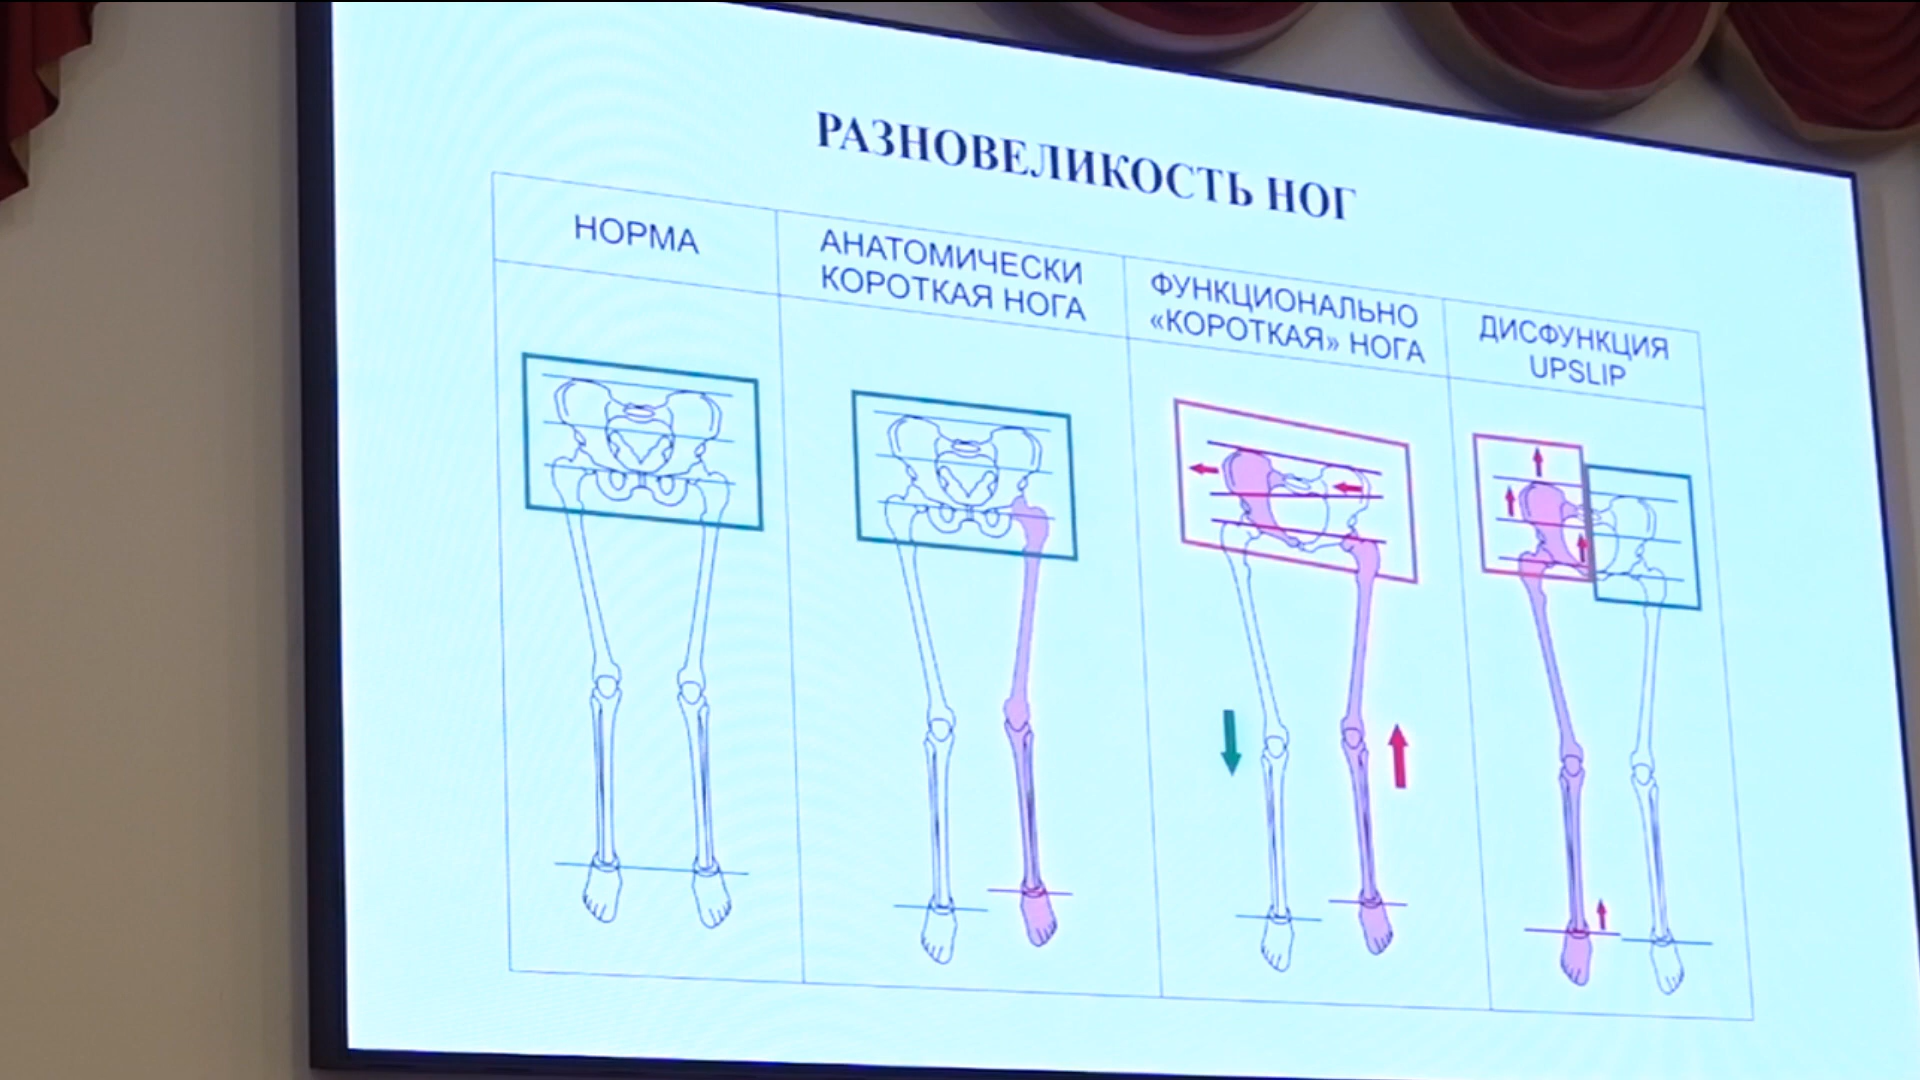 РАЗНОВЕЛИКОСТЬ НОГ
НОРМА
АНАТОМИЧЕСКИ
КОРОТКАЯ НОГА
ФУНКЦИОНАЛЬНО
«КОРОТКАЯ» НОГА
ДИСФУНКЦИЯ
UPSLIP